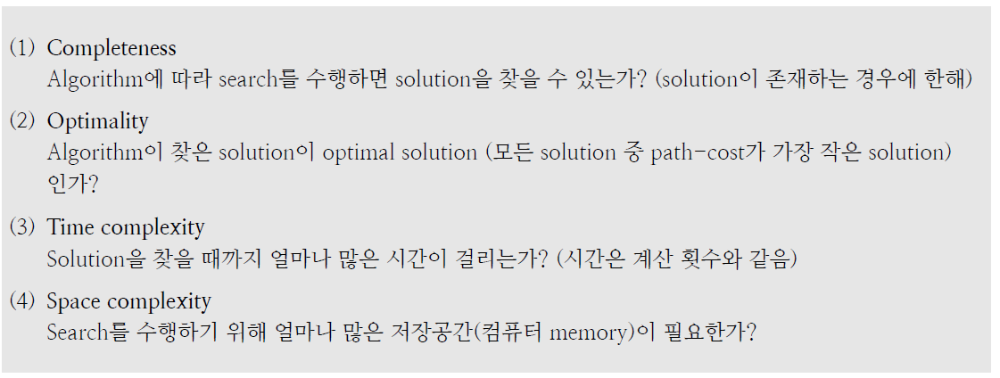 (1) Completeness
Algorithm에 따라 search를 수행하면 solution을 찾을 수 있는가? (solution이 존재하는 경우에 한해)
(2) Optimality
Algorithm이 찾은 solution이 optimal solution (모든 solution 중 path-cost가 가장 작은 solution)
인가?
(3) Time complexity
Solution을 찾을 때까지 얼마나 많은 시간이 걸리는가? (시간은 계산 횟수와 같음)
(4) Space complexity
Search를 수행하기 위해 얼마나 많은 저장공간(컴퓨터 memory)이 필요한가?